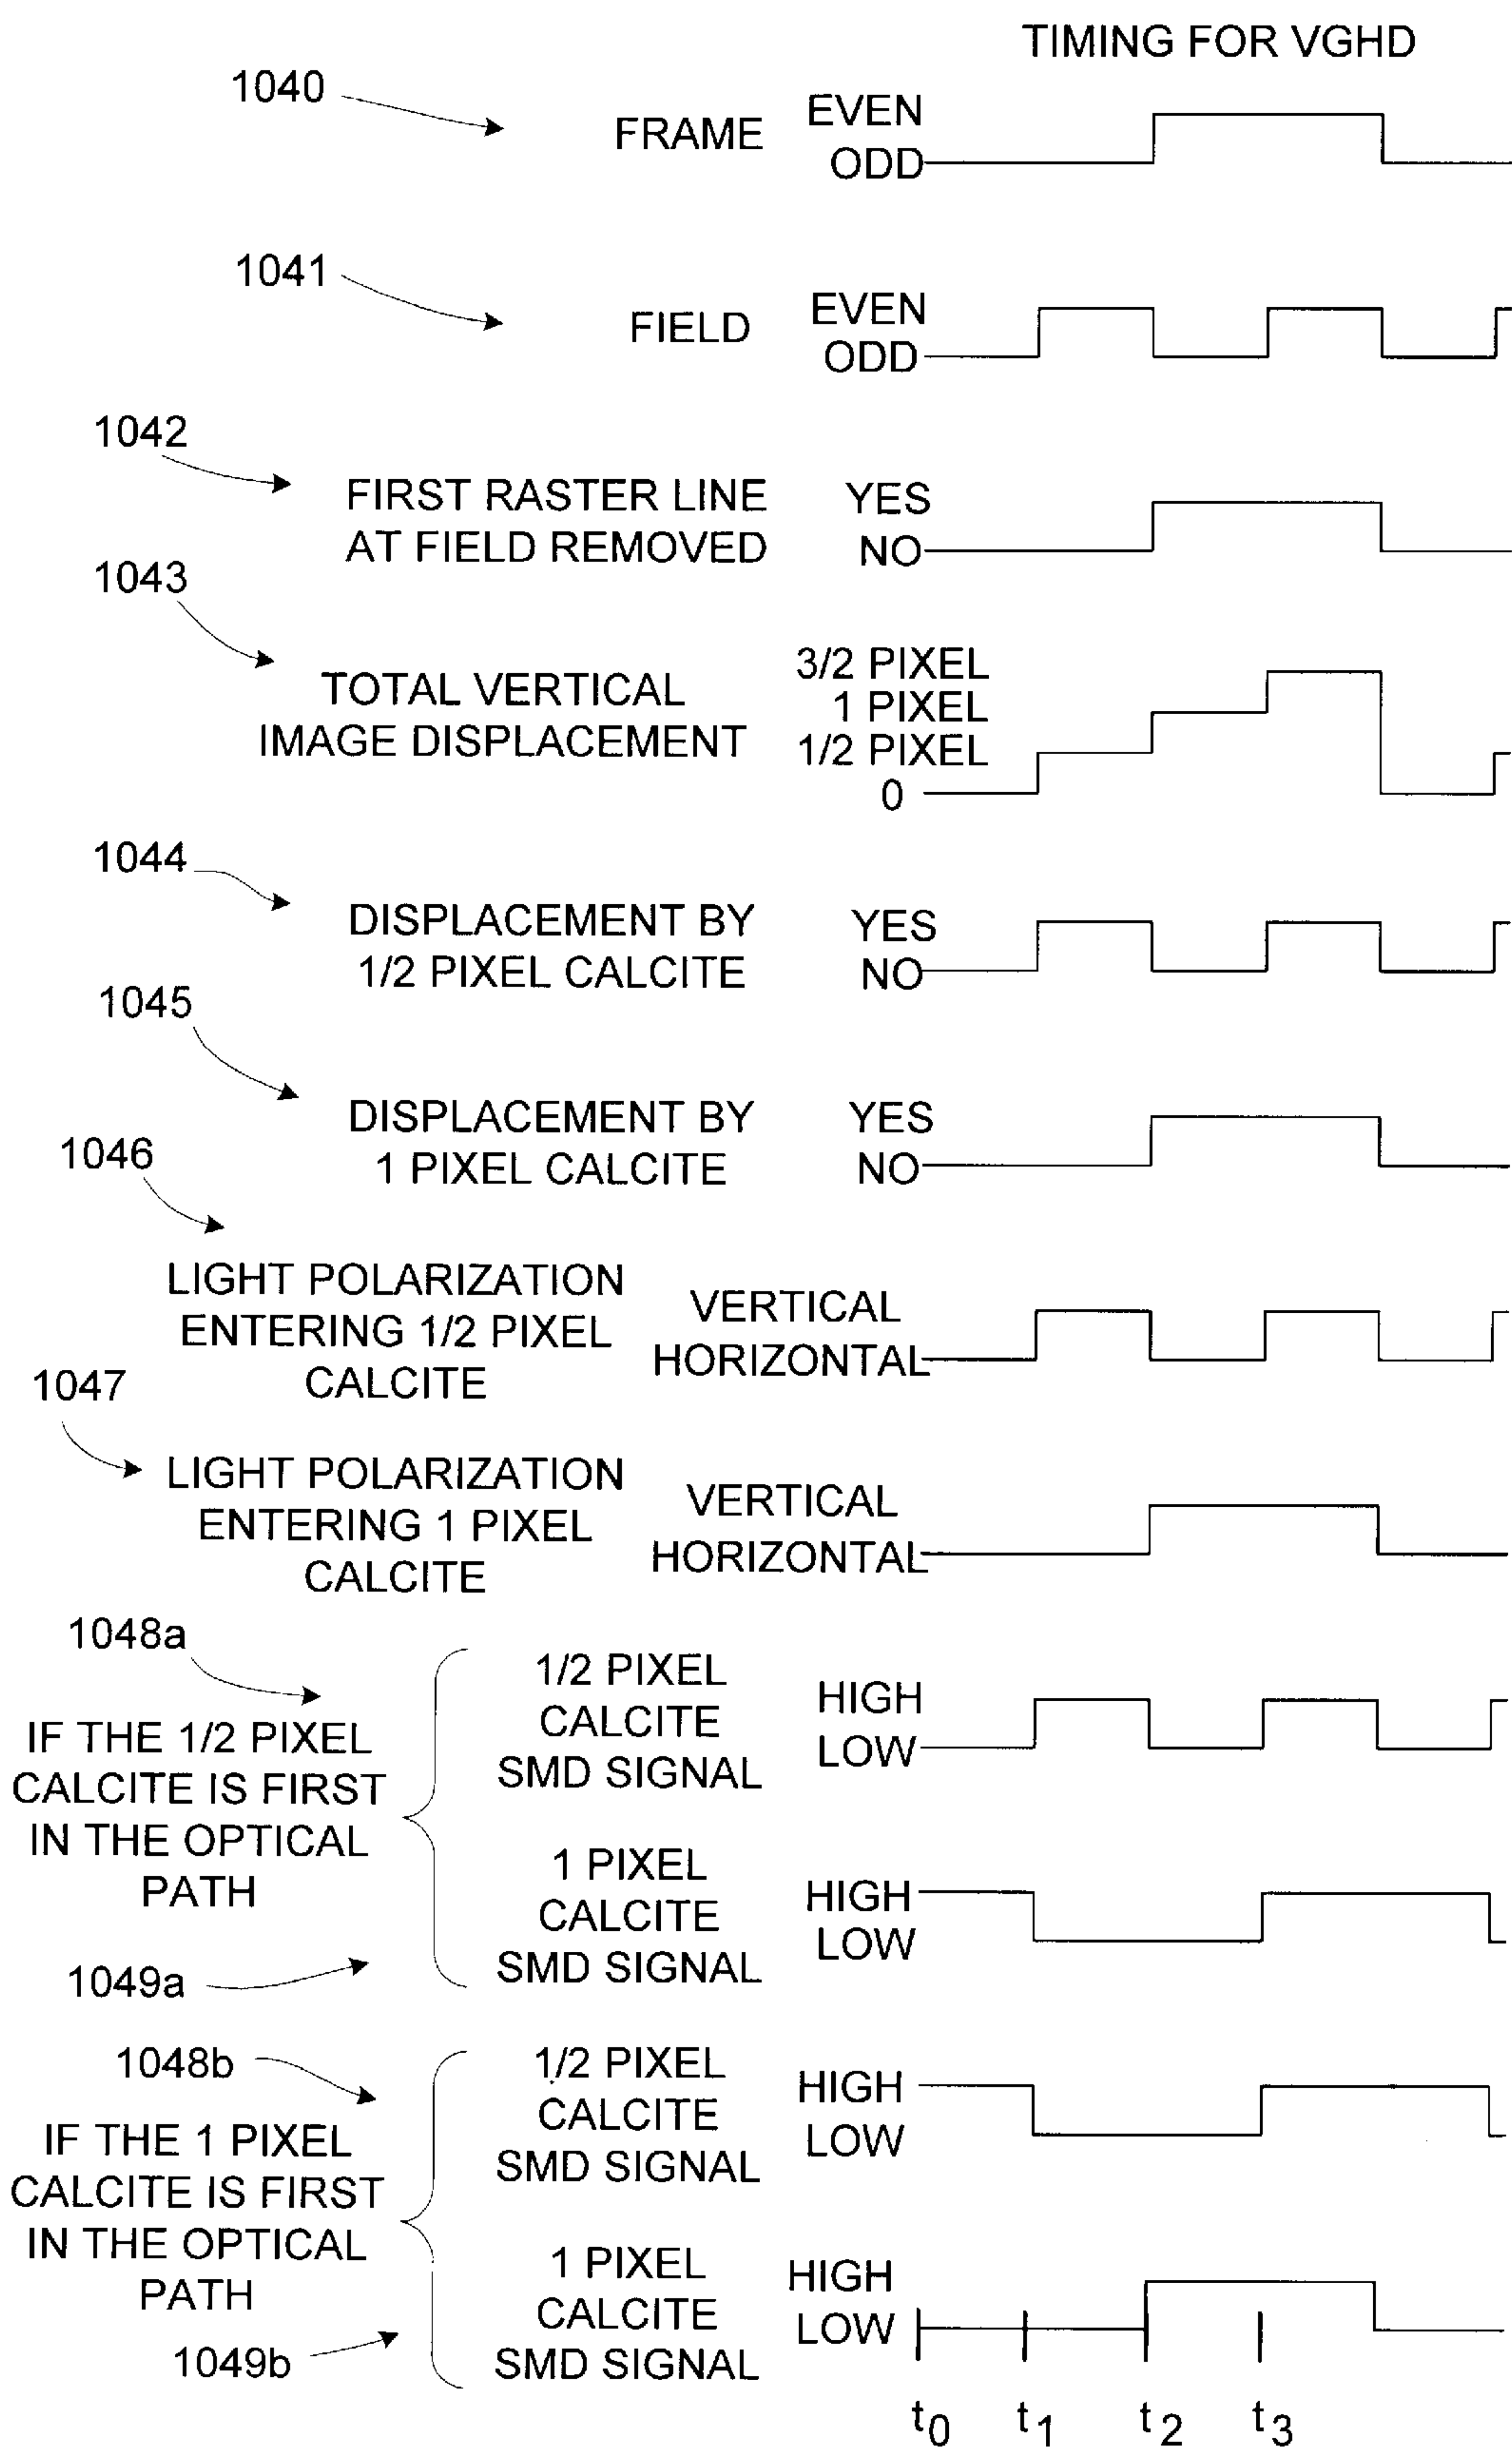 TIMING FOR VGHD
1040
FRAME
EVEN
ODD
1041
FIELD
EVEN
ODD
1042
FIRST RASTER LINE
AT FIELD REMOVED
YES
NO
1043
TOTAL VERTICAL
IMAGE DISPLACEMENT
3/2 PIXEL
1 PIXEL
1/2 PIXEL
0
1044
DISPLACEMENT BY
1/2 PIXEL CALCITE
YES
NO
1045
DISPLACEMENT BY
1 PIXEL CALCITE
YES
NO
1046
LIGHT POLARIZATION
ENTERING 1/2 PIXEL
CALCITE
VERTICAL
HORIZONTAL
1047
LIGHT POLARIZATION
ENTERING 1 PIXEL
CALCITE
VERTICAL
HORIZONTAL
1048a
IF THE 1/2 PIXEL
CALCITE IS FIRST
IN THE OPTICAL
PATH
1/2 PIXEL
CALCITE
SMD SIGNAL
HIGH
LOW
1049a
1 PIXEL
CALCITE
SMD SIGNAL
HIGH
LOW
1048b
IF THE 1 PIXEL
CALCITE IS FIRST
IN THE OPTICAL
PATH
1/2 PIXEL
CALCITE
SMD SIGNAL
HIGH
LOW
1049b
1 PIXEL
CALCITE
SMD SIGNAL
HIGH
LOW
t0 t1 t2 t3